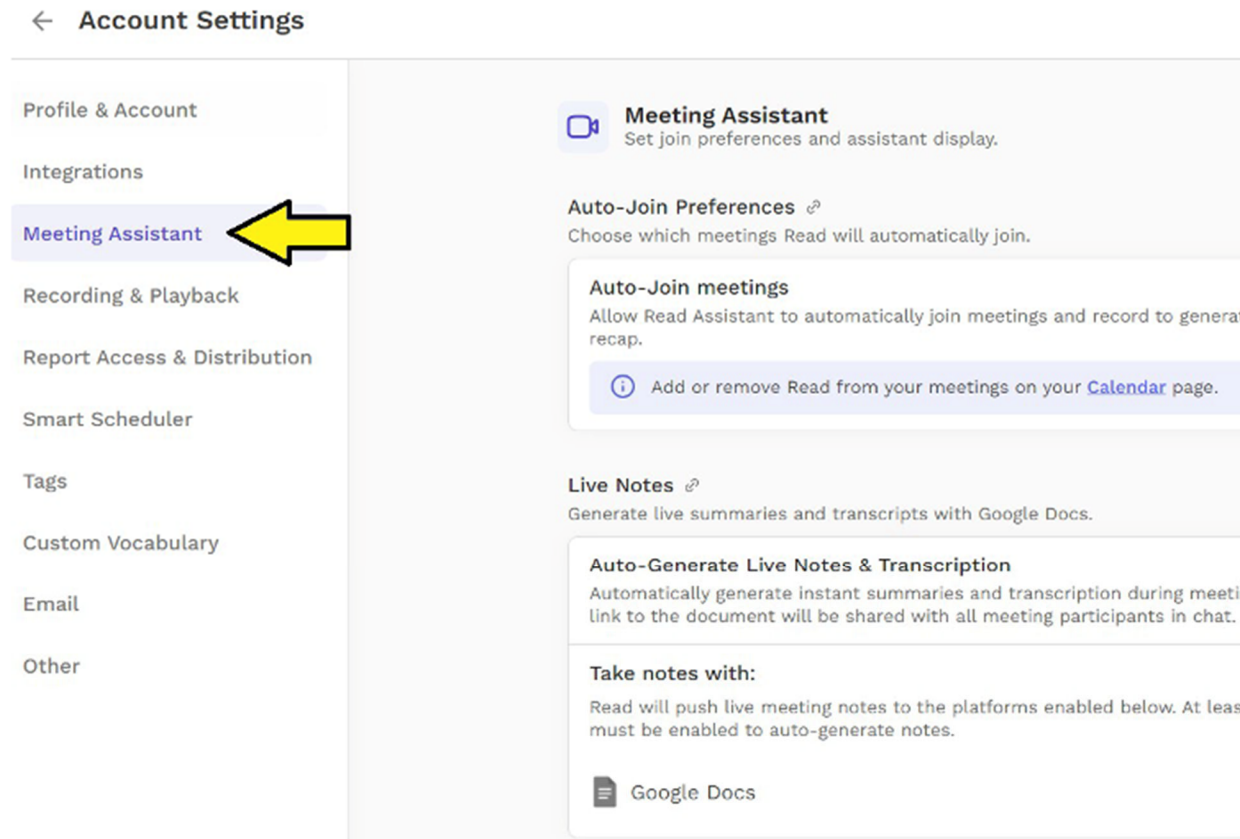 Account Settings
Profile & Account
Integrations
Meeting Assistant
Recording & Playback
Report Access & Distribution
Smart Scheduler
Tags
Custom Vocabulary
Email
Other
Meeting Assistant
Set join preferences and assistant display.
Auto-Join Preferences
Choose which meetings Read will automatically join.
Auto-Join meetings
Allow Read Assistant to automatically join meetings and record to
recap.
Add or remove Read from your meetings on your Calendar page.
Live Notes
Generate live summaries and transcripts with Google Docs.
Auto-Generate Live Notes & Transcription
Automatically generate instant summaries and transcription during
link to the document will be shared with all meeting participants in chat.
Take notes with:
Read will push live meeting notes to the platforms enabled below. At
must be enabled to auto-generate notes.
Google Docs